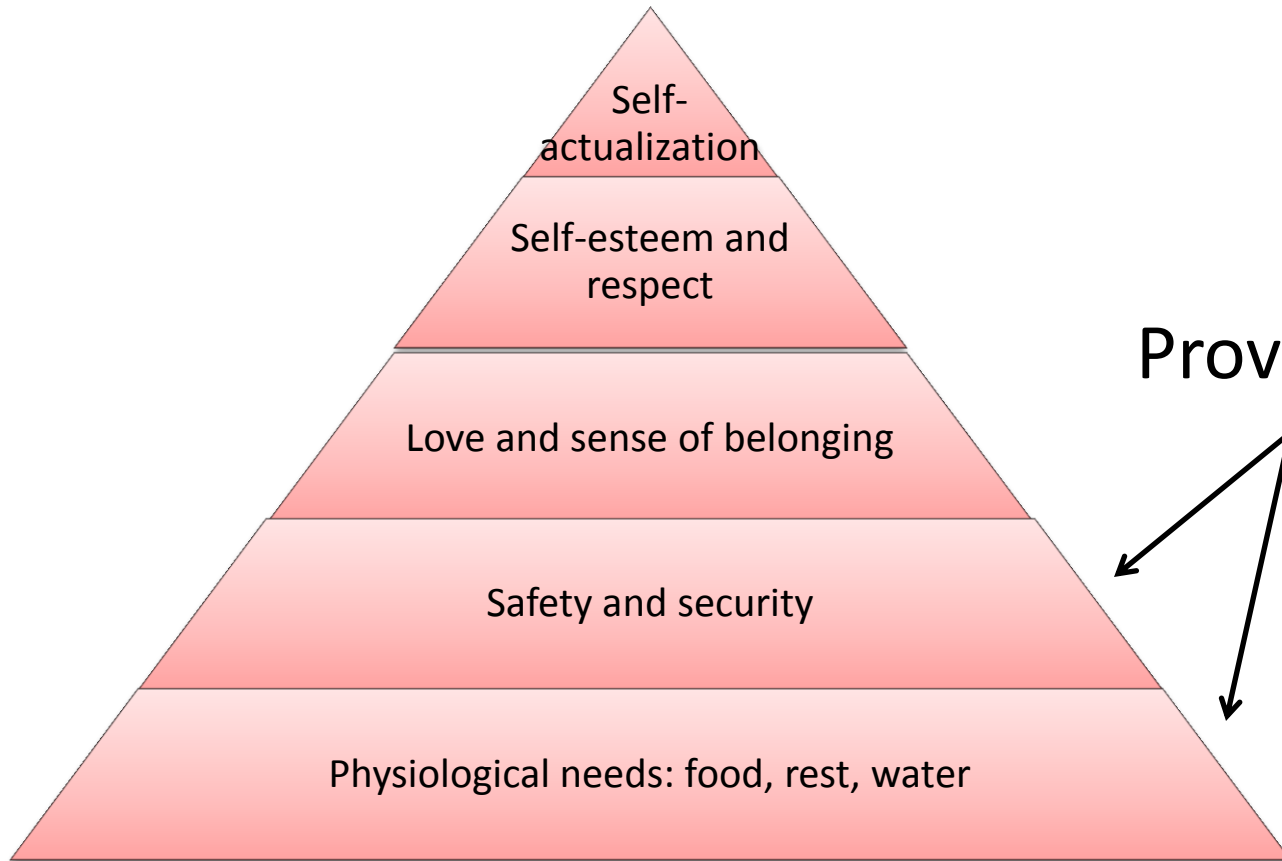 Self-
actualization
Self-esteem and
respect
Prov
Love and sense of belonging
Safety and security
Physiological needs: food, rest, water